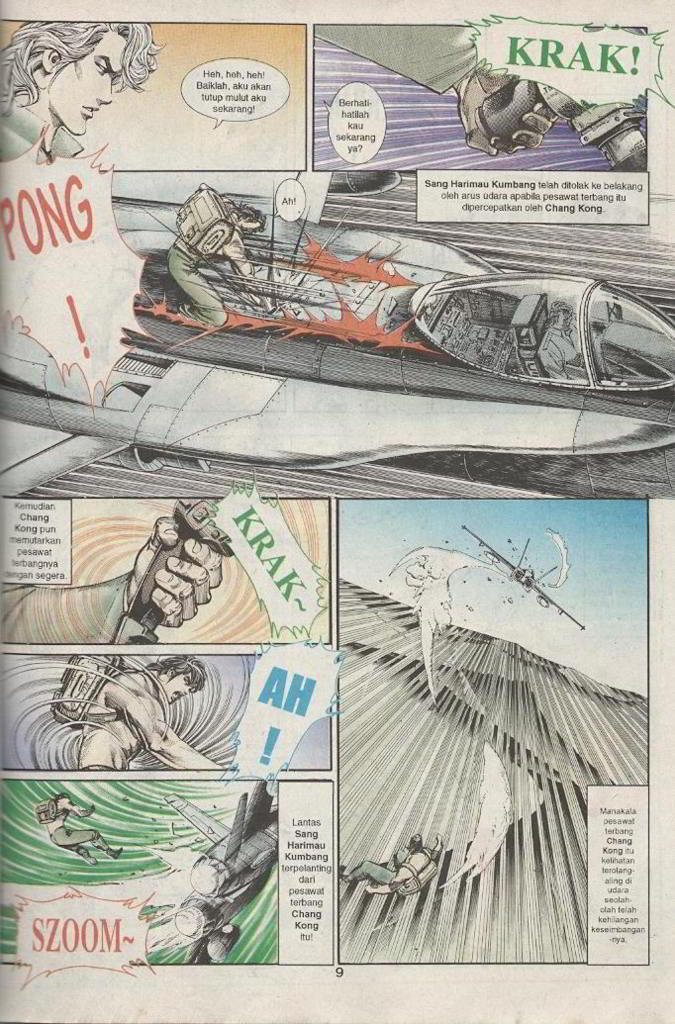 Heh, heh, heh!
Baiklah, aku akan
tutup mulut aku
sekarang!
KRAK!
Berhati-
hatilah
kau
sekarang
ya?
Sang Harimau Kumbang telah ditolak ke belakang
oleh arus udara apabila pesawat terbang itu
dipercepatkan oleh Chang Kong.
PONG
!
Ah!
Kemudian
Chang
Kong pun
memutarkan
pesawat
terbangnya
dengan segera.
KRAK~
AH
!
SZOOM~
Lantas
Sang
Harimau
Kumbang
terpelanting
dari
pesawat
terbang
Chang
Kong
itu!
Manakala
pesawat
terbang
Chang
Kong itu
kelihatan
terolang-
aling di
udara
seolah-
olah telah
kehilangan
keseimbangan-
-nya.
9